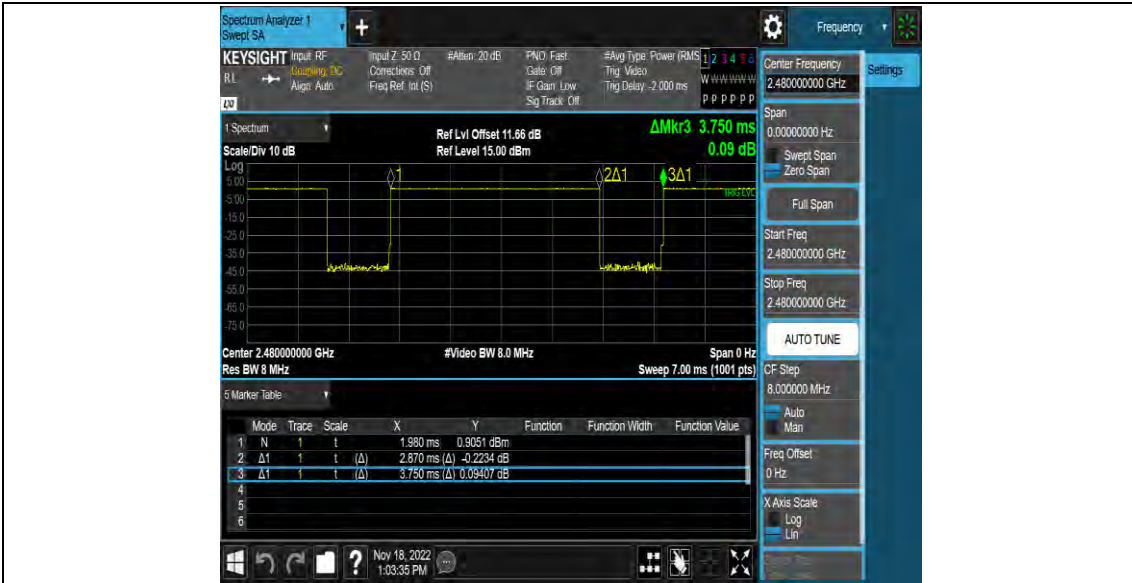 Spectrum Analyzer 1
Swept SA
Frequency
KEYSIGHT
Input: RF
Coupling: DC
Align: Auto
Input Z: 50 Ω
Corrections: Off
Freq Ref: Int (S)
#Atten: 20 dB
PNO: Fast
Gate: Off
IF Gain: Low
Sig Track: Off
#Avg Type: Power (RMS
Trig: Video
Trig Delay: -2.000 ms
1 2 3 4 5 6
W W W W W W
P P P P P P
RL
LXI
Center Frequency
2.480000000 GHz
Settings
Span
0.00000000 Hz
Swept Span
Zero Span
Full Span
Start Freq
2.480000000 GHz
Stop Freq
2.480000000 GHz
AUTO TUNE
CF Step
8.000000 MHz
Auto
Man
Freq Offset
0 Hz
X Axis Scale
Log
Lin
1 Spectrum
Scale/Div 10 dB
Ref Lvl Offset 11.66 dB
Ref Level 15.00 dBm
ΔMkr3 3.750 ms
0.09 dB
Log
5.00
-5.00
-15.0
-25.0
-35.0
-45.0
-55.0
-65.0
-75.0
1
2Δ1
3Δ1
TRIG LVL
Center 2.480000000 GHz
Res BW 8 MHz
#Video BW 8.0 MHz
Span 0 Hz
Sweep 7.00 ms (1001 pts)
5 Marker Table
Mode Trace Scale X Y Function Function Width Function Value
1 N 1 t 1.980 ms 0.9051 dBm
2 Δ1 1 t (Δ) 2.870 ms (Δ) -0.2234 dB
3 Δ1 1 t (Δ) 3.750 ms (Δ) 0.09407 dB
4
5
6
?
Nov 18, 2022
1:03:35 PM